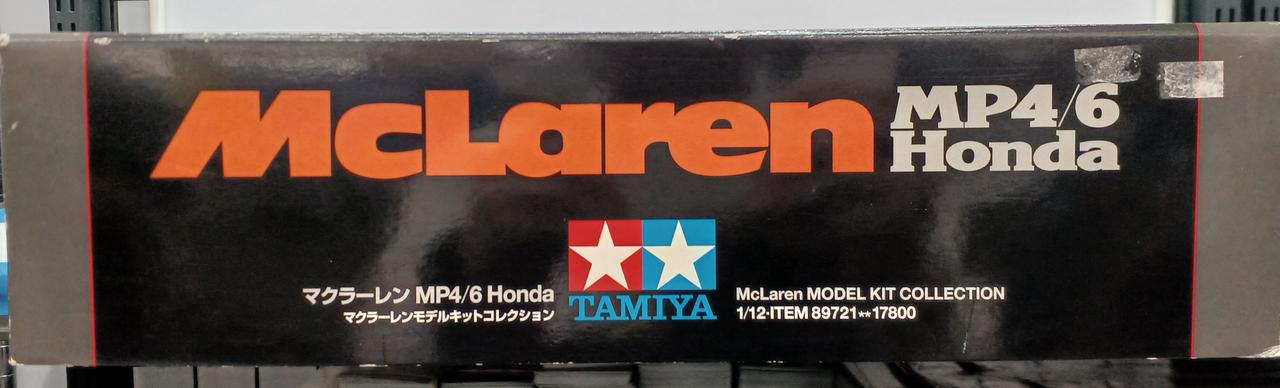 McLaren MP4/6
Honda
TAMIYA
マクラーレン MP4/6 Honda
マクラーレンモデルキットコレクション
McLaren MODEL KIT COLLECTION
1/12・ITEM 89721**17800